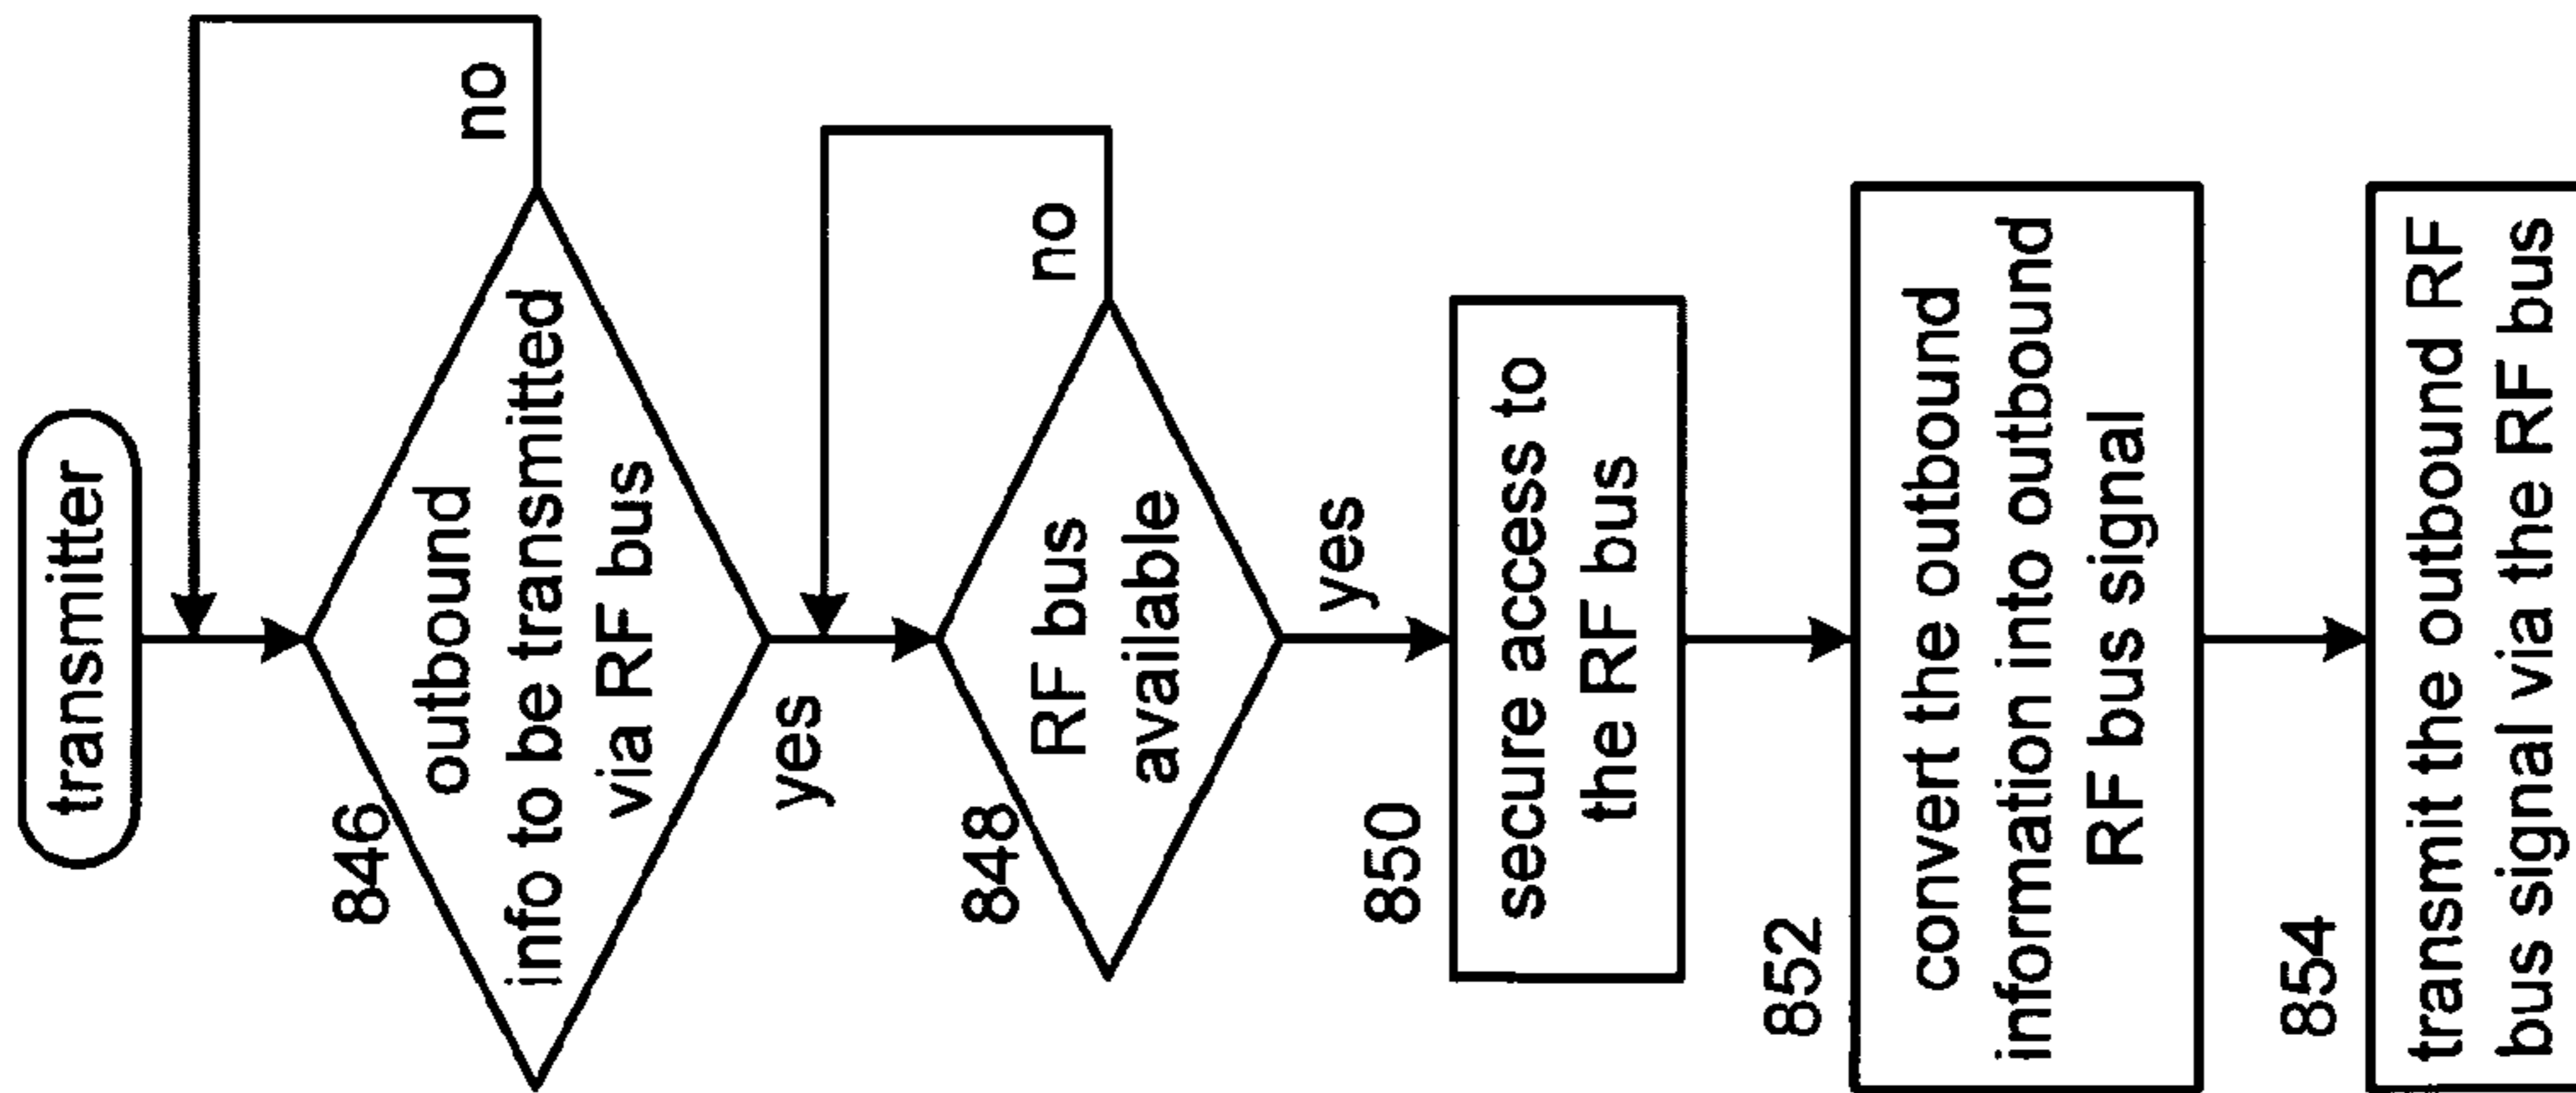 transmitter
846
outbound
info to be transmitted
via RF bus
no
yes
848
RF bus
available
no
yes
850
secure access to
the RF bus
852
convert the outbound
information into outbound
RF bus signal
854
transmit the outbound RF
bus signal via the RF bus